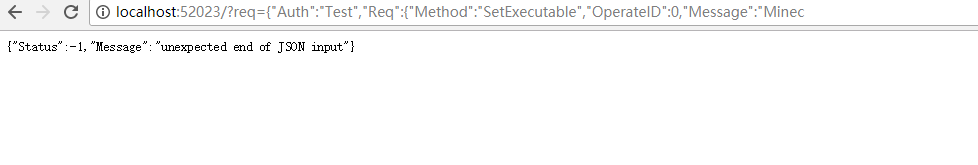 localhost:52023/?req={"Auth":"Test","Req":{"Method":"SetExecutable","OperateID":0,"Message":"Minec
{"Status":-1,"Message":"unexpected end of JSON input"}